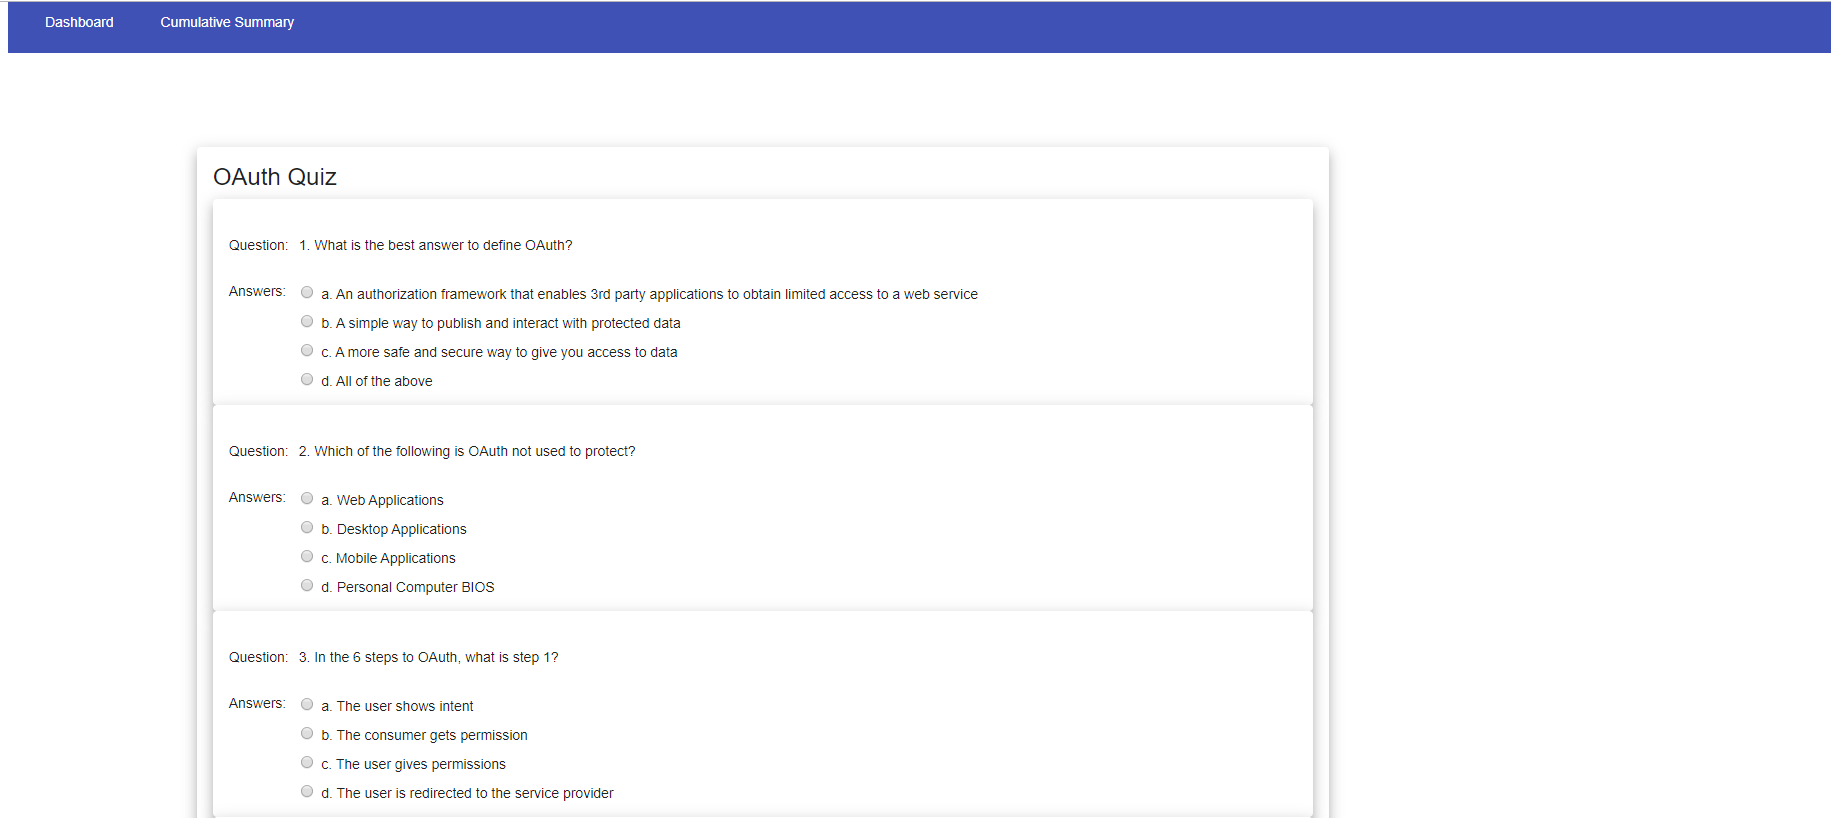 Dashboard Cumulative Summary
OAuth Quiz
Question: 1. What is the best answer to define OAuth?
Answers: a. An authorization framework that enables 3rd party applications to obtain limited access to a web service
b. A simple way to publish and interact with protected data
c. A more safe and secure way to give you access to data
d. All of the above
Question: 2. Which of the following is OAuth not used to protect?
Answers: a. Web Applications
b. Desktop Applications
c. Mobile Applications
d. Personal Computer BIOS
Question: 3. In the 6 steps to OAuth, what is step 1?
Answers: a. The user shows intent
b. The consumer gets permission
c. The user gives permissions
d. The user is redirected to the service provider